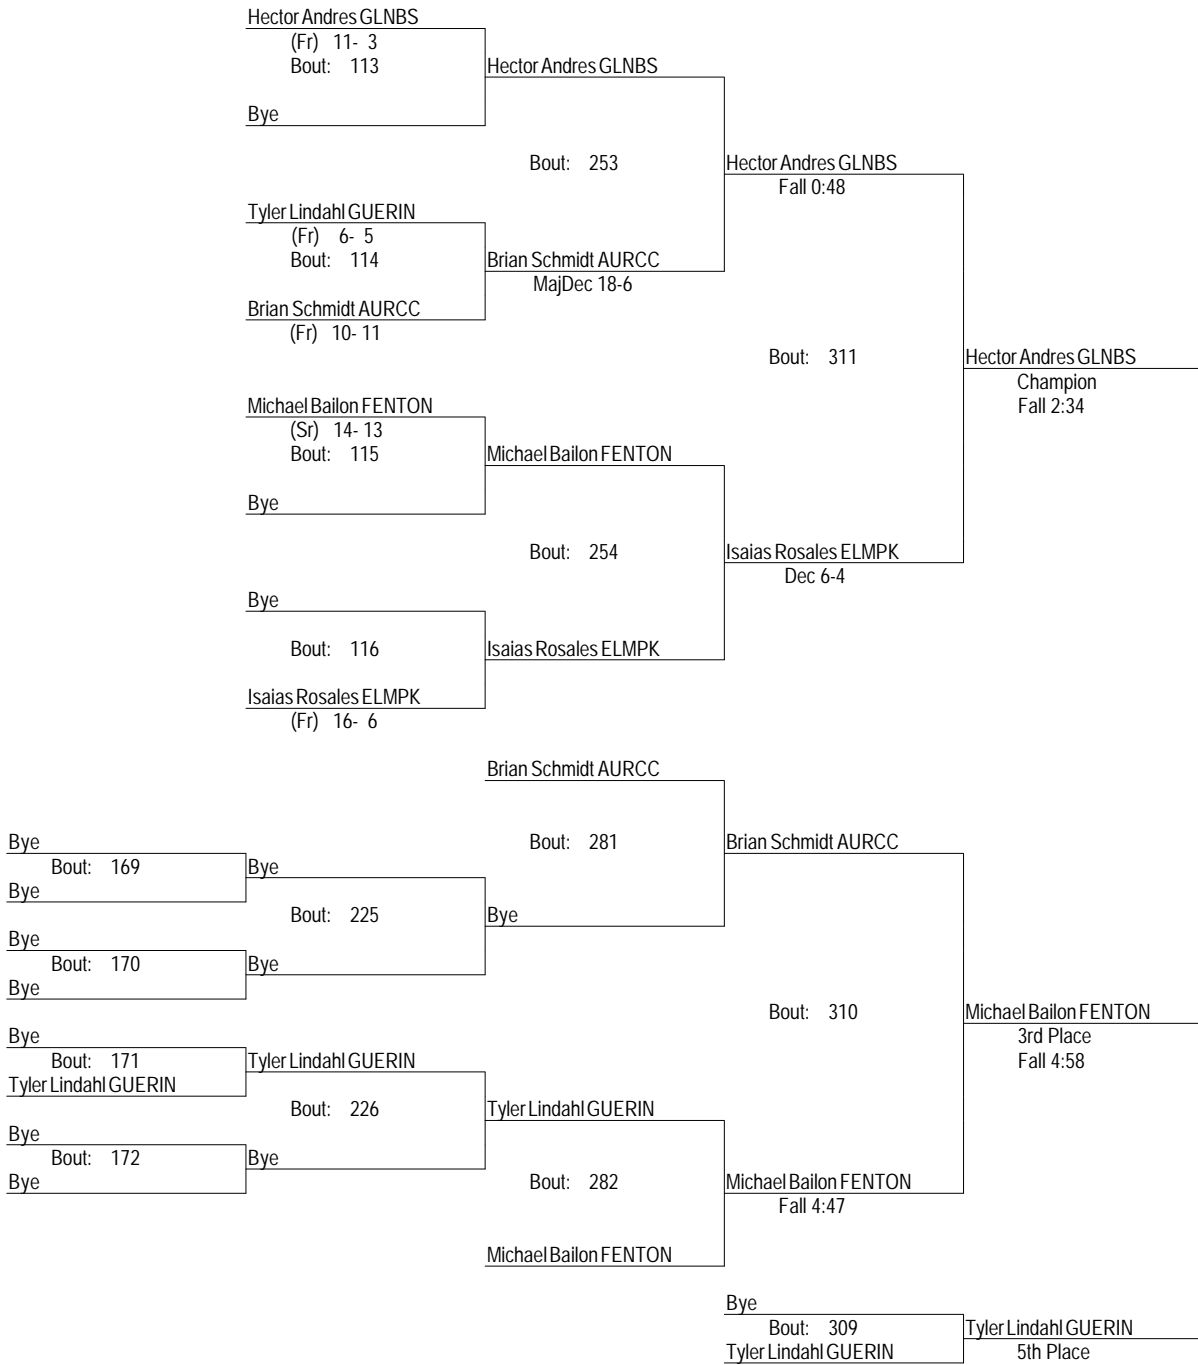 Hector Andres GLNBS
(Fr) 11- 3
Bout: 113
Hector Andres GLNBS
Bye
Bout: 253
Hector Andres GLNBS
Fall 0:48
Tyler Lindahl GUERIN
(Fr) 6- 5
Bout: 114
Brian Schmidt AURCC
MajDec 18-6
Brian Schmidt AURCC
(Fr) 10- 11
Bout: 311
Hector Andres GLNBS
Champion
Fall 2:34
Michael Bailon FENTON
(Sr) 14- 13
Bout: 115
Michael Bailon FENTON
Bye
Bout: 254
Isaias Rosales ELMPK
Dec 6-4
Bye
Bout: 116
Isaias Rosales ELMPK
Isaias Rosales ELMPK
(Fr) 16- 6
Brian Schmidt AURCC
Bye
Bout: 169
Bye
Bye
Bout: 281
Brian Schmidt AURCC
Bout: 225
Bye
Bye
Bout: 170
Bye
Bye
Bout: 310
Michael Bailon FENTON
3rd Place
Fall 4:58
Bye
Bout: 171
Tyler Lindahl GUERIN
Tyler Lindahl GUERIN
Bout: 226
Tyler Lindahl GUERIN
Bye
Bout: 172
Bye
Bye
Bout: 282
Michael Bailon FENTON
Fall 4:47
Michael Bailon FENTON
Bye
Bout: 309
Tyler Lindahl GUERIN
Tyler Lindahl GUERIN
5th Place